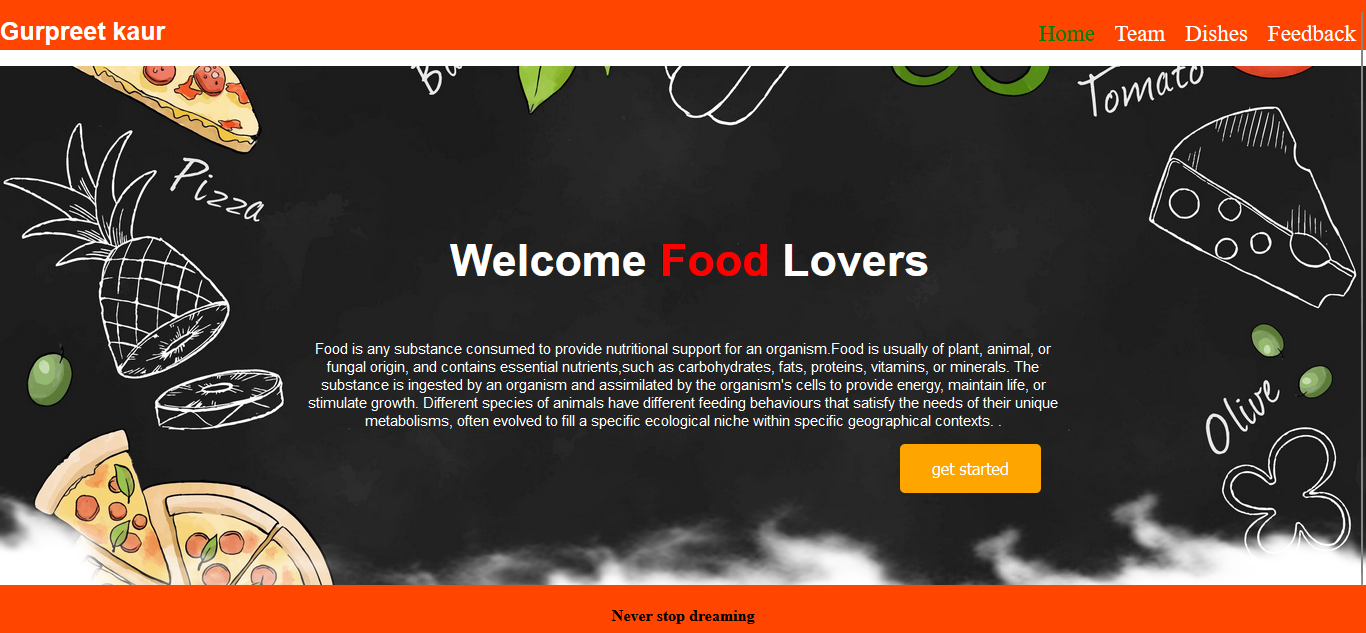 Gurpreet kaur
Home Team Dishes Feedback
Tomato
Pizza
Welcome Food Lovers
Food is any substance consumed to provide nutritional support for an organism.Food is usually of plant, animal, or
fungal origin, and contains essential nutrients,such as carbohydrates, fats, proteins, vitamins, or minerals. The
substance is ingested by an organism and assimilated by the organism's cells to provide energy, maintain life, or
stimulate growth. Different species of animals have different feeding behaviours that satisfy the needs of their unique
metabolisms, often evolved to fill a specific ecological niche within specific geographical contexts. .
Olive
get started
Never stop dreaming